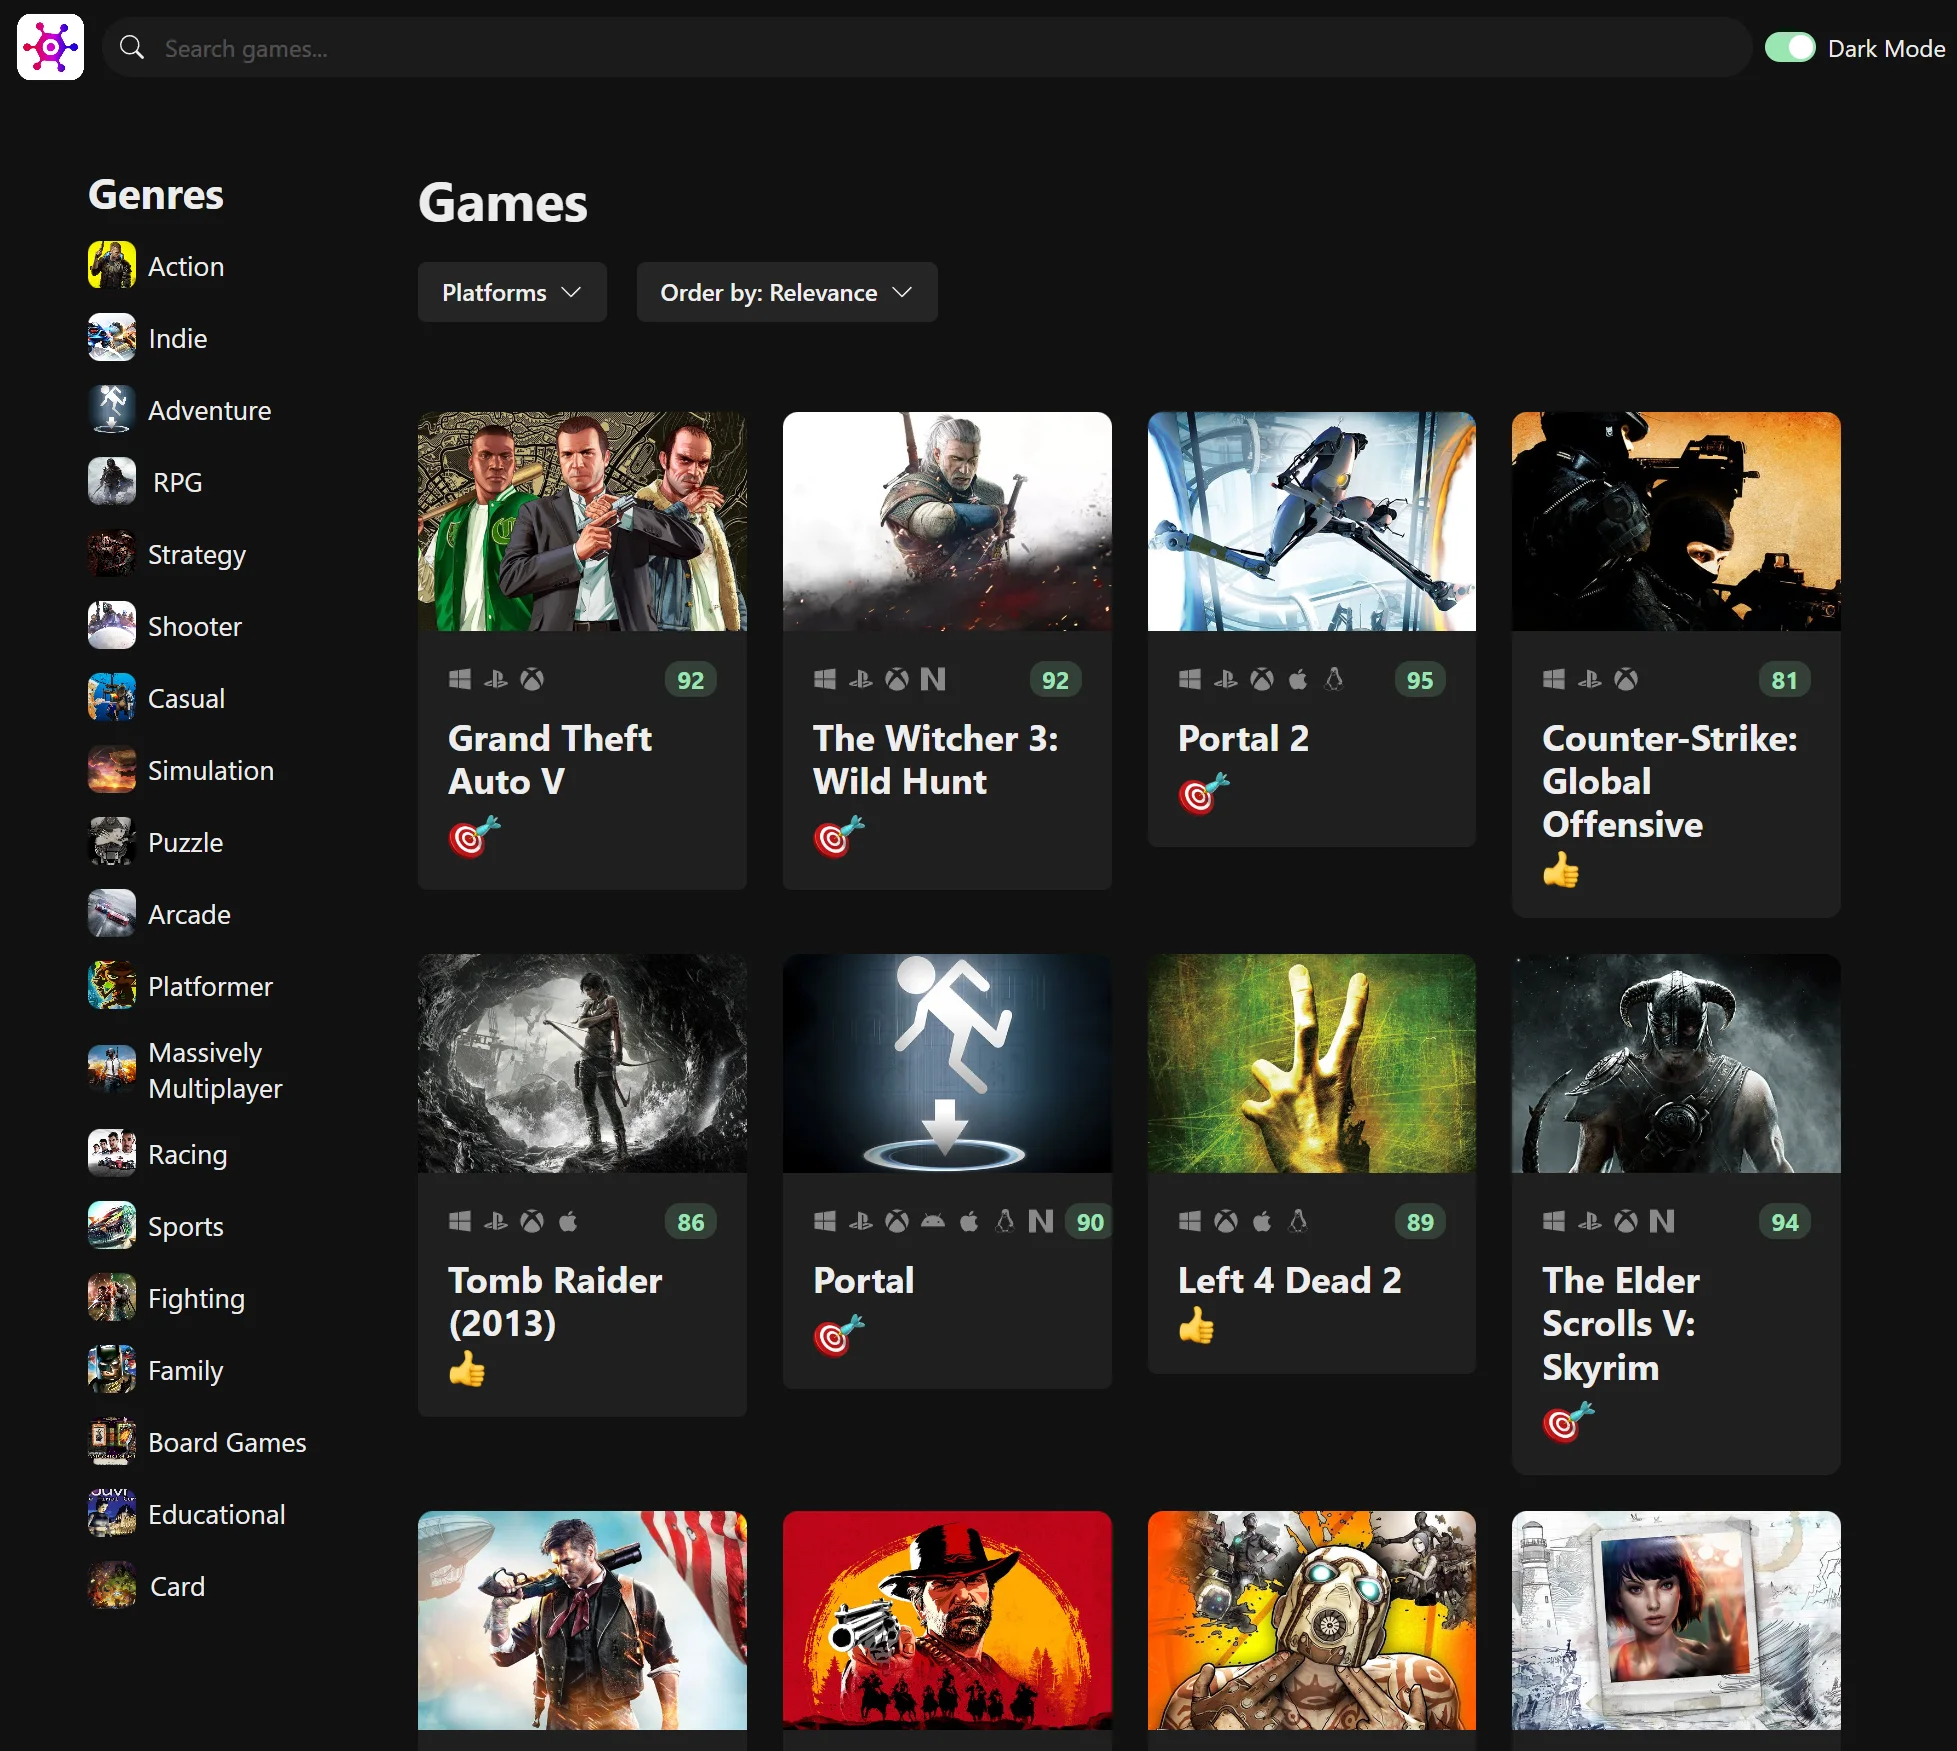 Search games...
Dark Mode
Genres
Action
Indie
Adventure
RPG
Strategy
Shooter
Casual
Simulation
Puzzle
Arcade
Platformer
Massively
Multiplayer
Racing
Sports
Fighting
Family
Board Games
Educational
Card
Games
Platforms
Order by: Relevance
92
Grand Theft
Auto V
92
The Witcher 3:
Wild Hunt
95
Portal 2
81
Counter-Strike:
Global
Offensive
86
Tomb Raider
(2013)
90
Portal
89
Left 4 Dead 2
94
The Elder
Scrolls V:
Skyrim